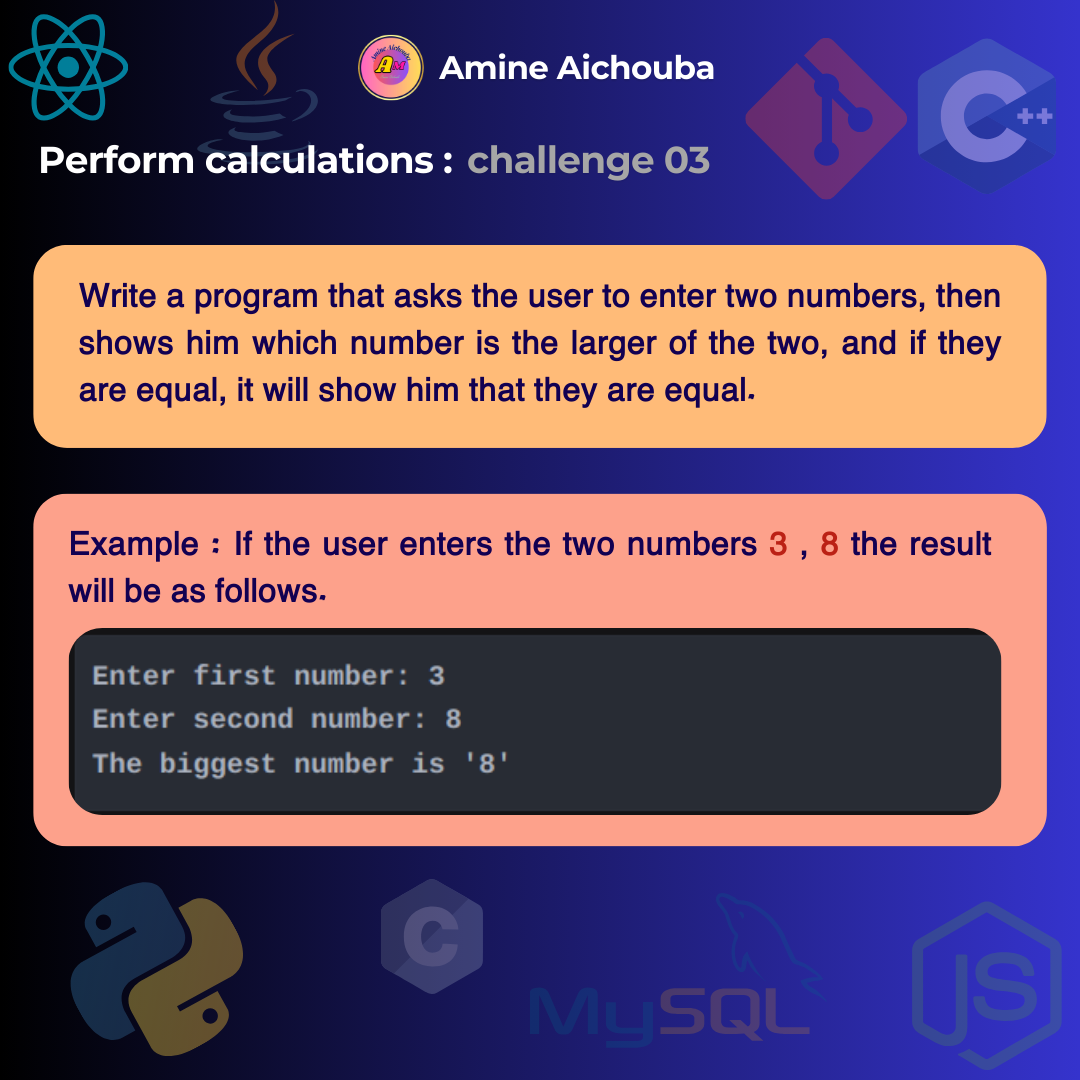 Amine Aichouba
Perform calculations : challenge 03
C++
Write a program that asks the user to enter two numbers, then
shows him which number is the larger of the two, and if they
are equal, it will show him that they are equal.
Example : If the user enters the two numbers 3 , 8 the result
will be as follows.
Enter first number: 3
Enter second number: 8
The biggest number is '8'
C
MySQL
JS